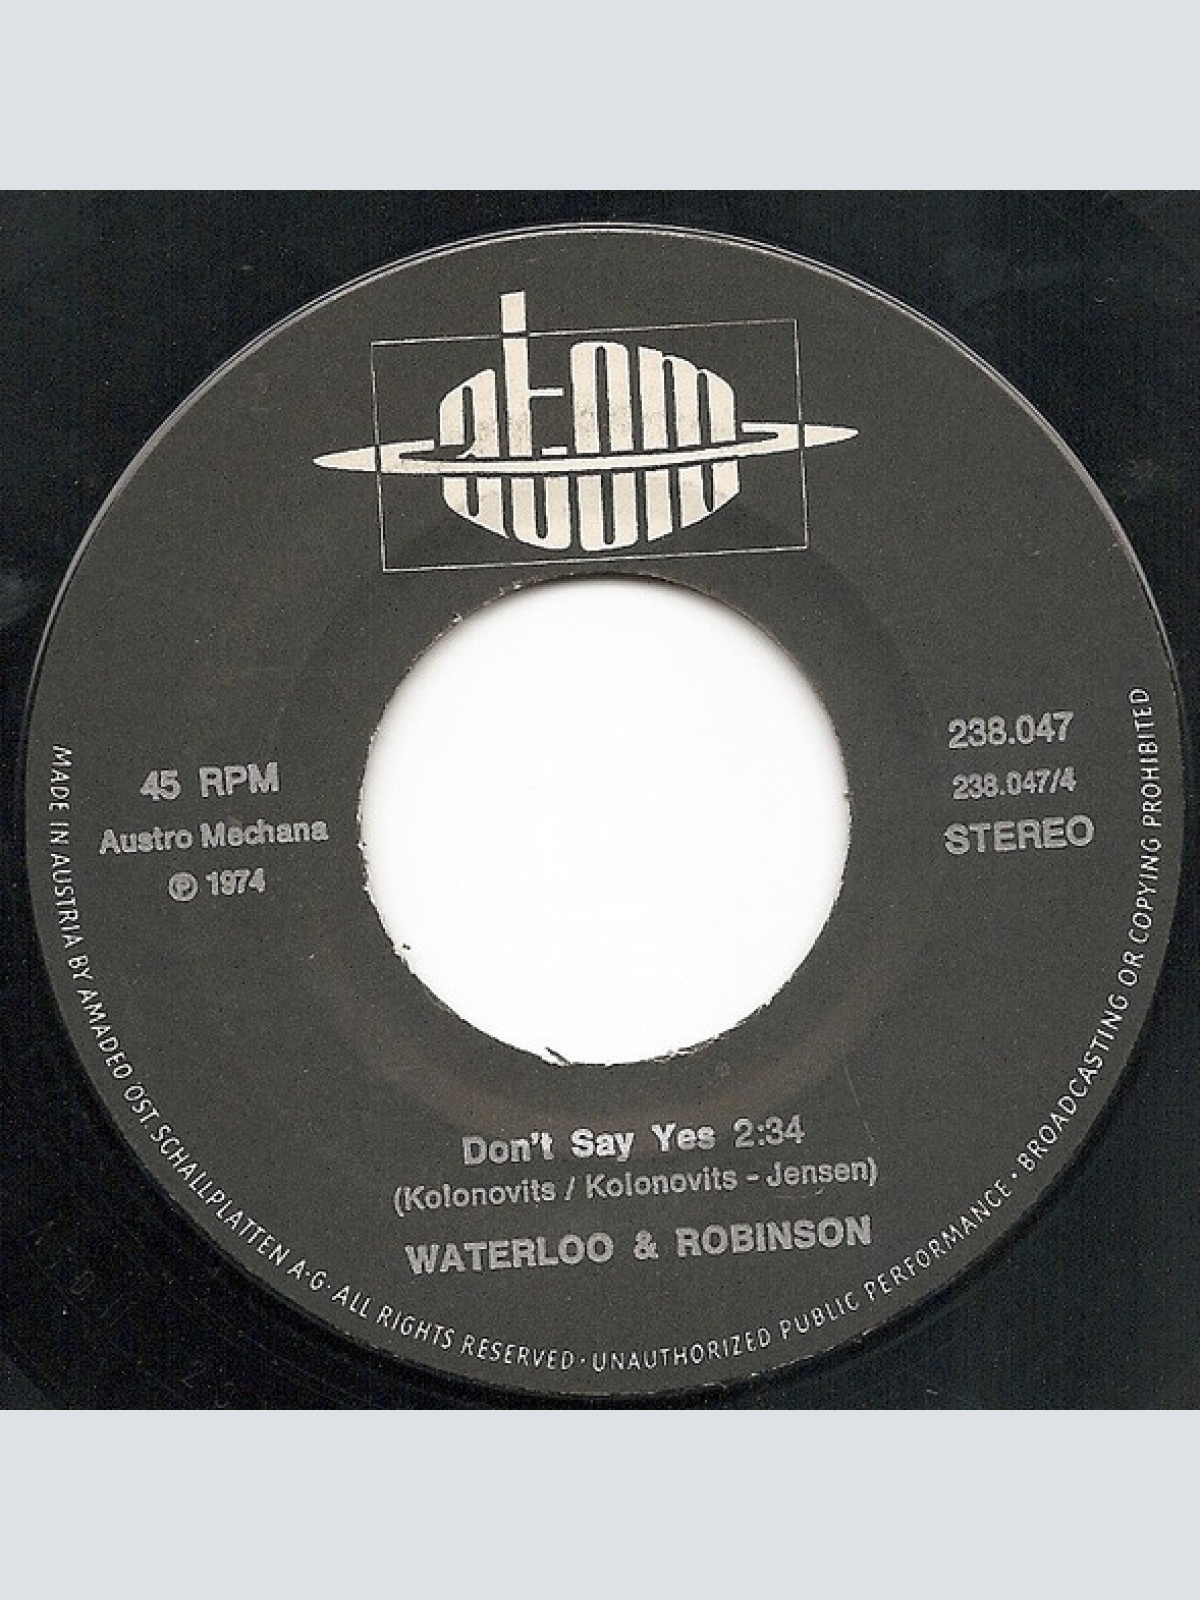 atom
45 RPM
Austro Mechana
℗ 1974
238.047
238.047/4
STEREO
Don't Say Yes 2:34
(Kolonovits / Kolonovits - Jensen)
WATERLOO & ROBINSON
MADE IN AUSTRIA BY AMADEO OST. SCHALLPLATTEN A·G· ALL RIGHTS RESERVED · UNAUTHORIZED PUBLIC PERFORMANCE · BROADCASTING OR COPYING PROHIBITED